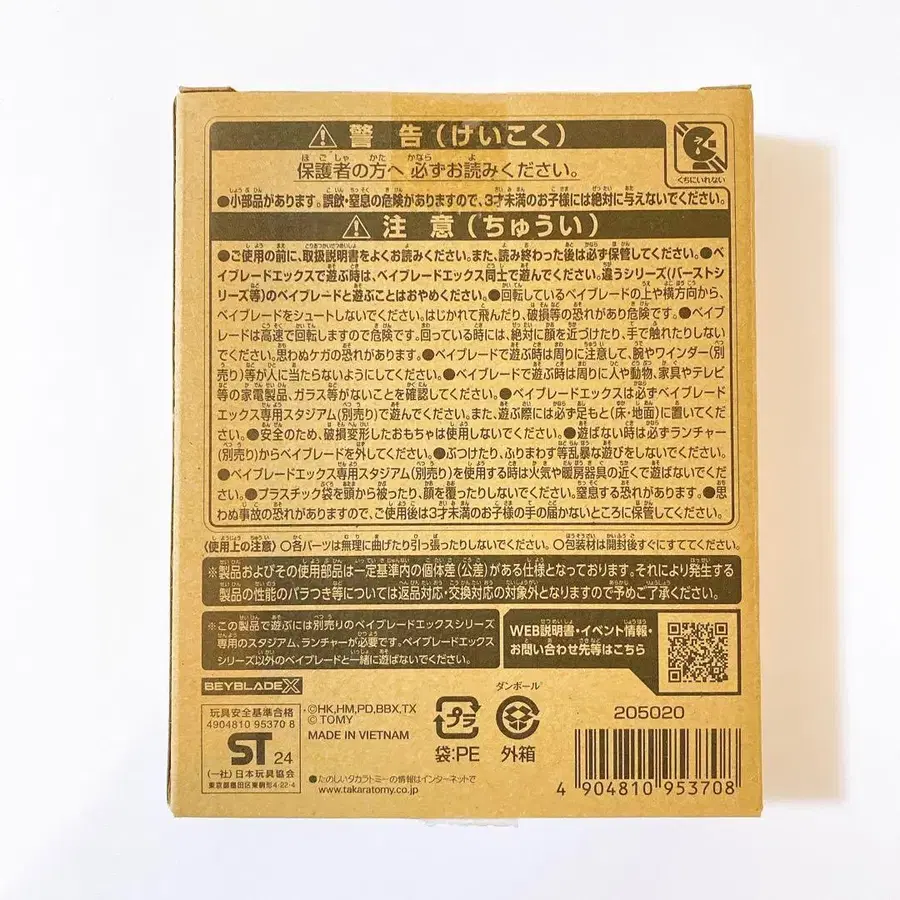 ⚠ 警告(けいこく)
保護者の方へ 必ずお読みください。
くちにいれない
●小部品があります。誤飲・窒息の危険がありますので、3才未満のお子様には絶対に与えないでください。
⚠ 注意(ちゅうい)
●ご使用の前に、取扱説明書をよくお読みください。また、読み終わった後は必ず保管してください。●ベ
イブレードエックスで遊ぶ時は、ベイブレードエックス同士で遊んでください。違うシリーズ(バーストシ
リーズ等)のベイブレードと遊ぶことはおやめください。●回転しているベイブレードの上や横方向から、
ベイブレードをシュートしないでください。はじかれて飛んだり、破損等の恐れがあり危険です。●ベイブ
レードは高速で回転しますので危険です。回っている時には、絶対に顔を近づけたり、手で触れたりしない
でください。思わぬケガの恐れがあります。●ベイブレードで遊ぶ時は周りに注意して、腕やワインダー(別
売り)等が人に当たらないようにしてください。●ベイブレードで遊ぶ時は周りに人や動物、家具やテレビ
等の家電製品、ガラス等がないことを確認してください。●ベイブレードエックスは必ずベイブレード
エックス専用スタジアム(別売り)で遊んでください。また、遊ぶ際には必ず足もと(床・地面)に置いてくだ
さい。●安全のため、破損変形したおもちゃは使用しないでください。●遊ばない時は必ずランチャー
(別売り)からベイブレードを外してください。●ぶつけたり、ふりまわす等乱暴な遊びをしないでください。
●ベイブレードエックス専用スタジアム(別売り)を使用する時は火気や暖房器具の近くで遊ばないでくだ
さい。●プラスチック袋を頭から被ったり、顔を覆ったりしないでください。窒息する恐れがあります。●思
わぬ事故の恐れがありますので、ご使用後は3才未満のお子様の手の届かないところに保管してください。
〈使用上の注意〉 ○各パーツは無理に曲げたり引っ張ったりしないでください。 ○包装材は開封後すぐにすててください。
※製品およびその使用部品は一定基準内の個体差(公差)がある仕様となっております。それにより発生する
製品の性能のバラつき等については返品対応・交換対応の対象外となりますので予めご了承ください。
※この製品で遊ぶには別売りのベイブレードエックスシリーズ
専用のスタジアム、ランチャーが必要です。ベイブレードエックス
シリーズ以外のベイブレードと一緒に遊ばないでください。
WEB説明書・イベント情報・
お問い合わせ先等はこちら
BEYBLADE X
玩具安全基準合格
4904810 95370 8
ST 24
(一社)日本玩具協会
東京都墨田区東駒形4-22-4
©HK,HM,PD,BBX,TX
© TOMY
MADE IN VIETNAM
プラ
袋:PE
ダンボール
外箱
●たのしいタカラトミーの情報はインターネットで
www.takaratomy.co.jp
205020
4 904810 953708